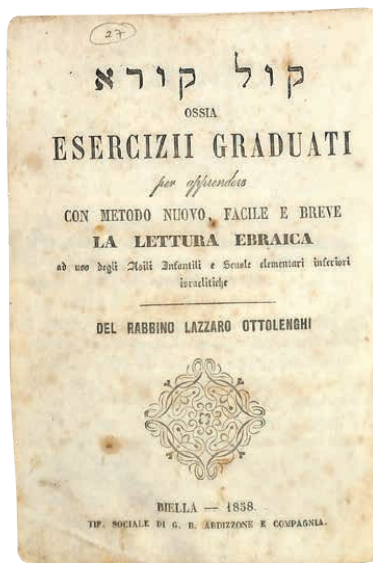 27
קול קורא
OSSIA
ESERCIZII GRADUATI
per apprendere
CON METODO NUOVO, FACILE E BREVE
LA LETTURA EBRAICA
ad uso degli Asili Infantili e Scuole elementari inferiori
israelitiche
DEL RABBINO LAZZARO OTTOLENGHI
BIELLA — 1858.
TIP. SOCIALE DI G. B. ARDIZZONE E COMPAGNIA.